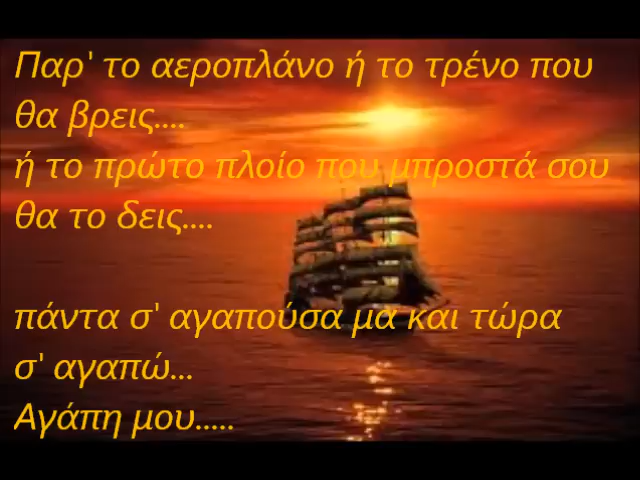 Παρ' το αεροπλάνο ή το τρένο που
θα βρεις....
ή το πρώτο πλοίο που μπροστά σου
θα το δεις....
πάντα σ' αγαπούσα μα και τώρα
σ' αγαπώ...
Αγάπη μου.....